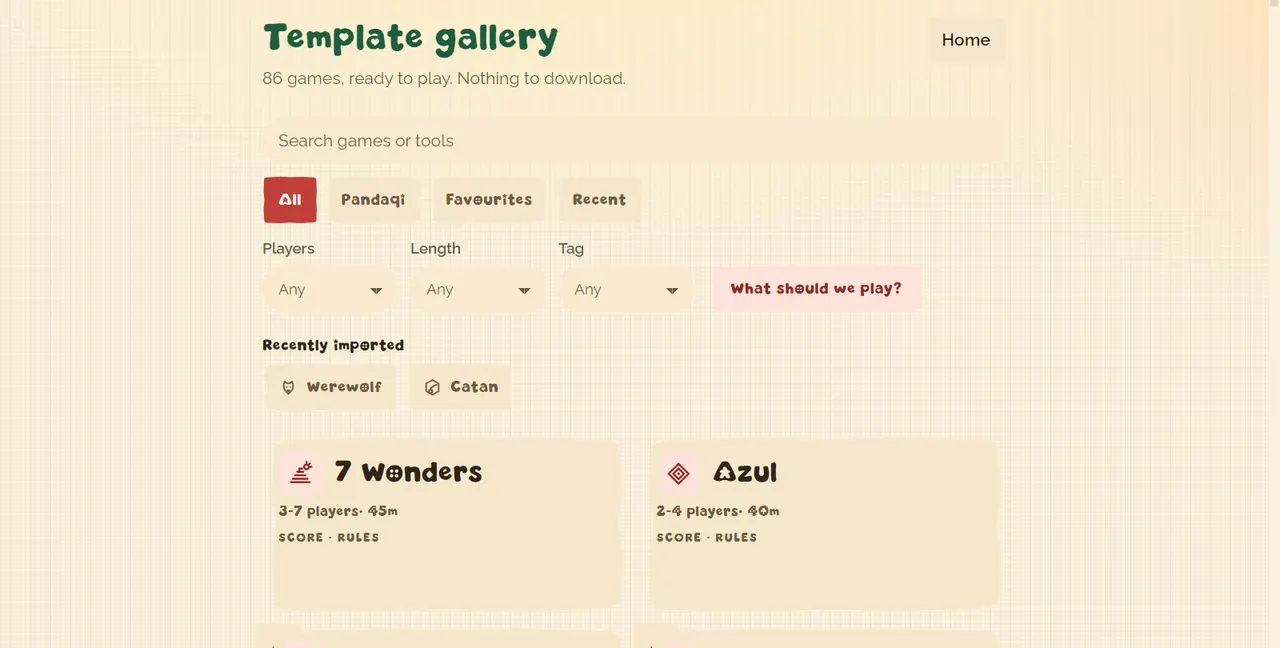 Template gallery
Home
86 games, ready to play. Nothing to download.
Search games or tools
All
Pandaqi
Favourites
Recent
Players
Length
Tag
Any
Any
Any
What should we play?
Recently imported
Werewolf
Catan
7 Wonders
3-7 players· 45m
SCORE · RULES
Azul
2-4 players· 40m
SCORE · RULES